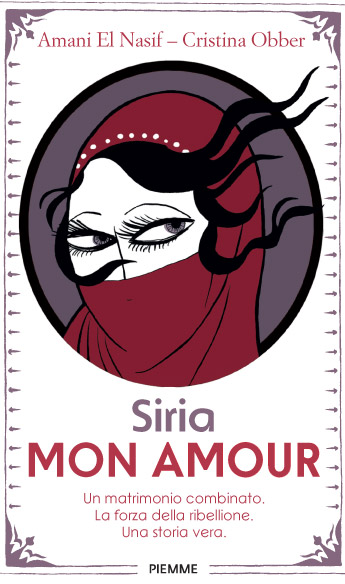 Amani El Nasif – Cristina Obber
Siria
MON AMOUR
Un matrimonio combinato.
La forza della ribellione.
Una storia vera.
PIEMME